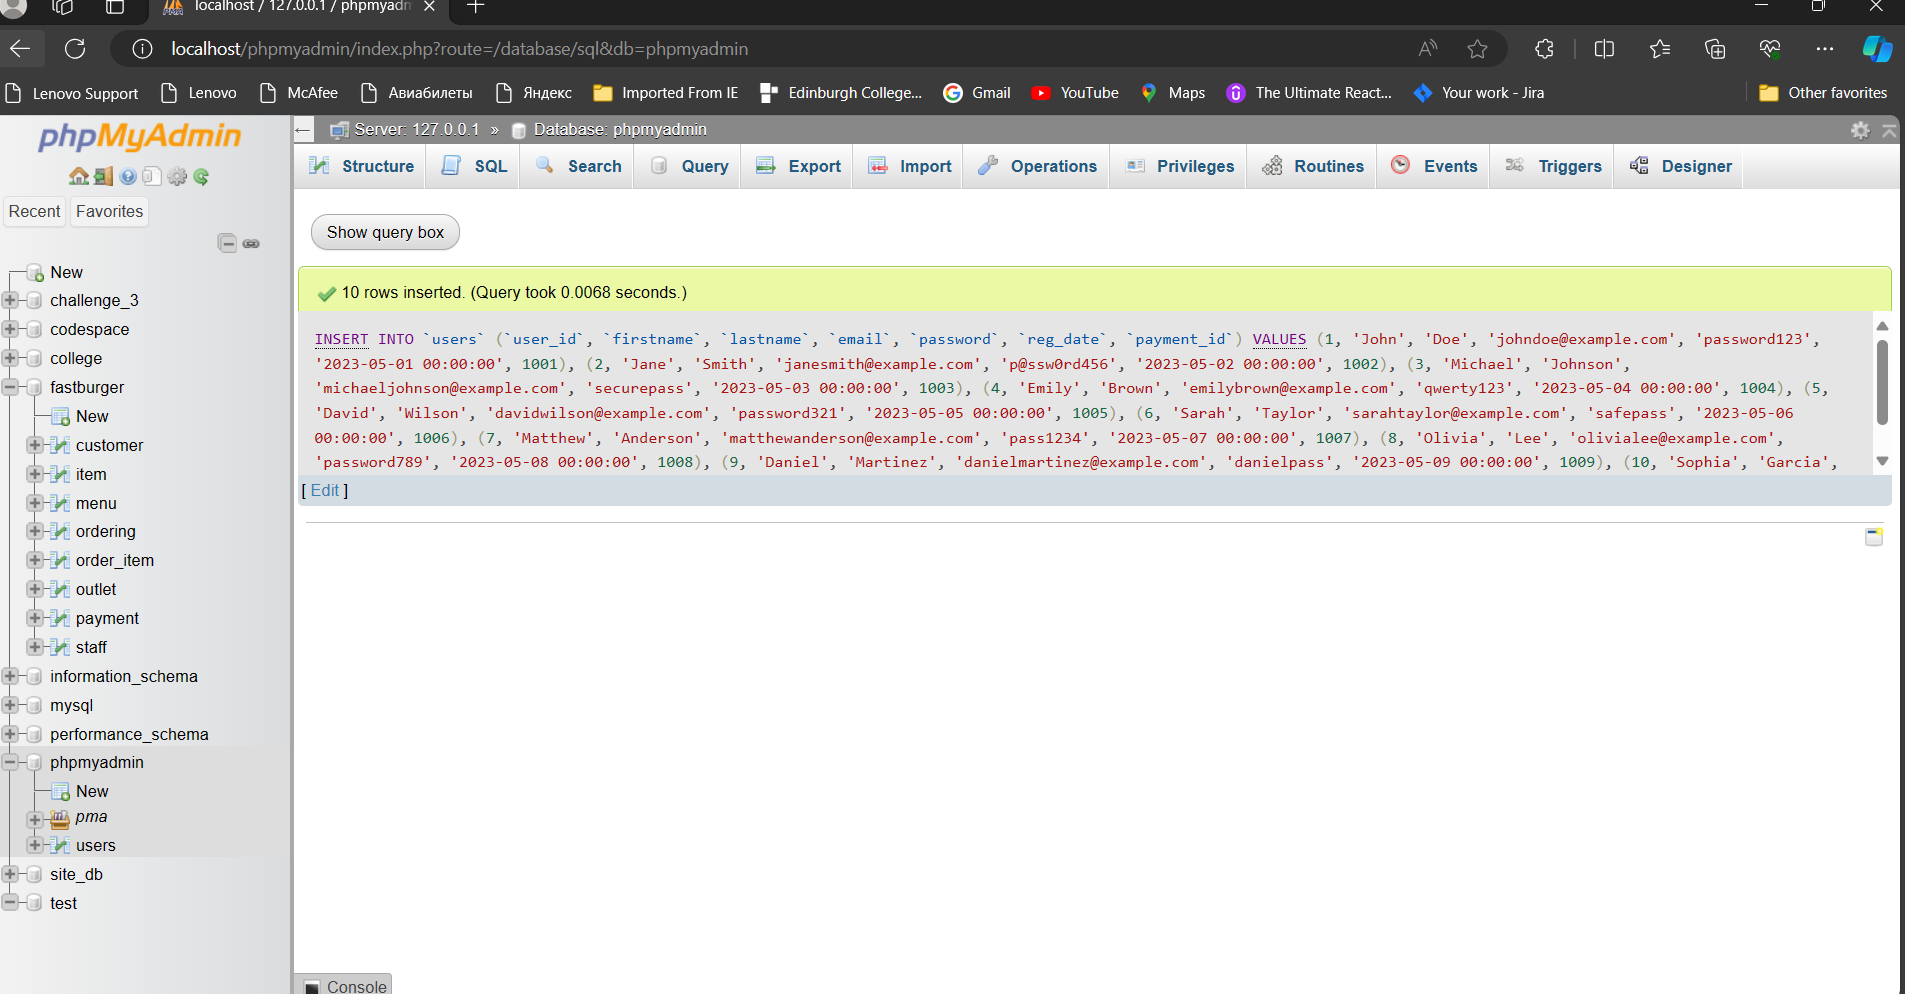 localhost / 127.0.0.1 / phpmyadm
localhost/phpmyadmin/index.php?route=/database/sql&db=phpmyadmin
Lenovo Support
Lenovo
McAfee
Авиабилеты
Яндекс
Imported From IE
Edinburgh College...
Gmail
YouTube
Maps
The Ultimate React...
Your work - Jira
Other favorites
phpMyAdmin
Recent
Favorites
New
challenge_3
codespace
college
fastburger
New
customer
item
menu
ordering
order_item
outlet
payment
staff
information_schema
mysql
performance_schema
phpmyadmin
New
pma
users
site_db
test
Server: 127.0.0.1 » Database: phpmyadmin
Structure
SQL
Search
Query
Export
Import
Operations
Privileges
Routines
Events
Triggers
Designer
Show query box
10 rows inserted. (Query took 0.0068 seconds.)
INSERT INTO `users` (`user_id`, `firstname`, `lastname`, `email`, `password`, `reg_date`, `payment_id`) VALUES (1, 'John', 'Doe', 'johndoe@example.com', 'password123',
'2023-05-01 00:00:00', 1001), (2, 'Jane', 'Smith', 'janesmith@example.com', 'p@ssw0rd456', '2023-05-02 00:00:00', 1002), (3, 'Michael', 'Johnson',
'michaeljohnson@example.com', 'securepass', '2023-05-03 00:00:00', 1003), (4, 'Emily', 'Brown', 'emilybrown@example.com', 'qwerty123', '2023-05-04 00:00:00', 1004), (5,
'David', 'Wilson', 'davidwilson@example.com', 'password321', '2023-05-05 00:00:00', 1005), (6, 'Sarah', 'Taylor', 'sarahtaylor@example.com', 'safepass', '2023-05-06
00:00:00', 1006), (7, 'Matthew', 'Anderson', 'matthewanderson@example.com', 'pass1234', '2023-05-07 00:00:00', 1007), (8, 'Olivia', 'Lee', 'olivialee@example.com',
'password789', '2023-05-08 00:00:00', 1008), (9, 'Daniel', 'Martinez', 'danielmartinez@example.com', 'danielpass', '2023-05-09 00:00:00', 1009), (10, 'Sophia', 'Garcia',
[ Edit ]
Console